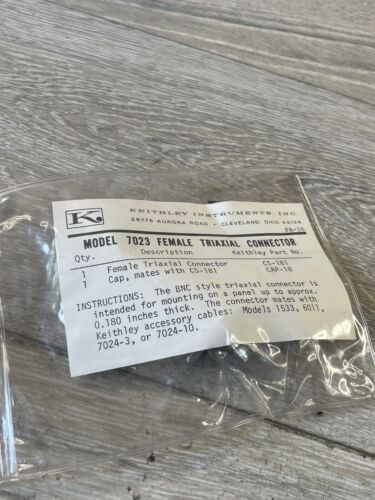 K
KEITHLEY INSTRUMENTS, INC.
28775 AURORA ROAD • CLEVELAND, OHIO 44139
PA-16
MODEL 7023 FEMALE TRIAXIAL CONNECTOR
Qty. Description Keithley Part No.
1 Female Triaxial Connector CS-181
1 Cap, mates with CS-181 CAP-18
INSTRUCTIONS: The BNC style triaxial connector is
intended for mounting on a panel up to approx.
0.180 inches thick. The connector mates with
Keithley accessory cables: Models 1533, 6011,
7024-3, or 7024-10.